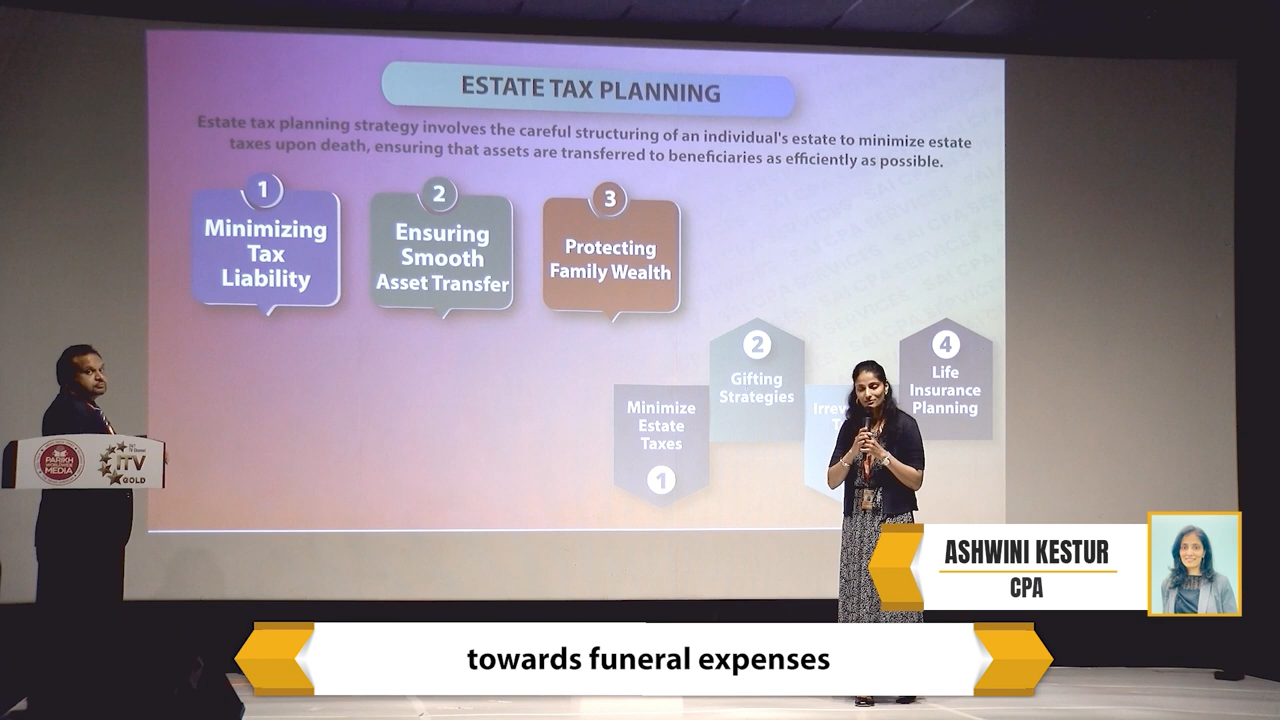 ESTATE TAX PLANNING
Estate tax planning strategy involves the careful structuring of an individual's estate to minimize estate
taxes upon death, ensuring that assets are transferred to beneficiaries as efficiently as possible.
1
Minimizing
Tax
Liability
2
Ensuring
Smooth
Asset Transfer
3
Protecting
Family Wealth
Minimize
Estate
Taxes
1
2
Gifting
Strategies
4
Life
Insurance
Planning
PARIKH
WORLDWIDE
MEDIA
ITV
GOLD
ASHWINI KESTUR
CPA
towards funeral expenses